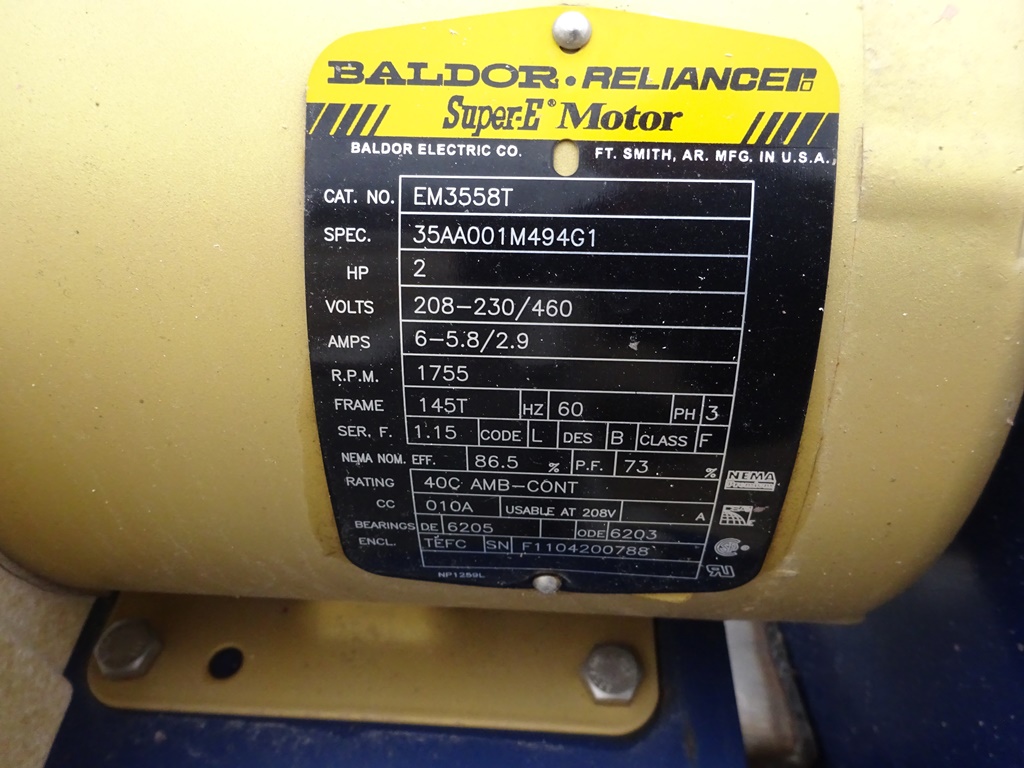 BALDOR • RELIANCER
Super-E® Motor
BALDOR ELECTRIC CO. FT. SMITH, AR. MFG. IN U.S.A.
CAT. NO. EM3558T
SPEC. 35AA001M494G1
HP 2
VOLTS 208-230/460
AMPS 6-5.8/2.9
R.P.M. 1755
FRAME 145T HZ 60 PH 3
SER. F. 1.15 CODE L DES B CLASS F
NEMA NOM. EFF. 86.5 % P.F. 73 %
NEMA
Premium
RATING 40C AMB-CONT
CC 010A USABLE AT 208V A
BEARINGS DE 6205 ODE 6203
ENCL. TEFC SN F1104200788
NP1259L